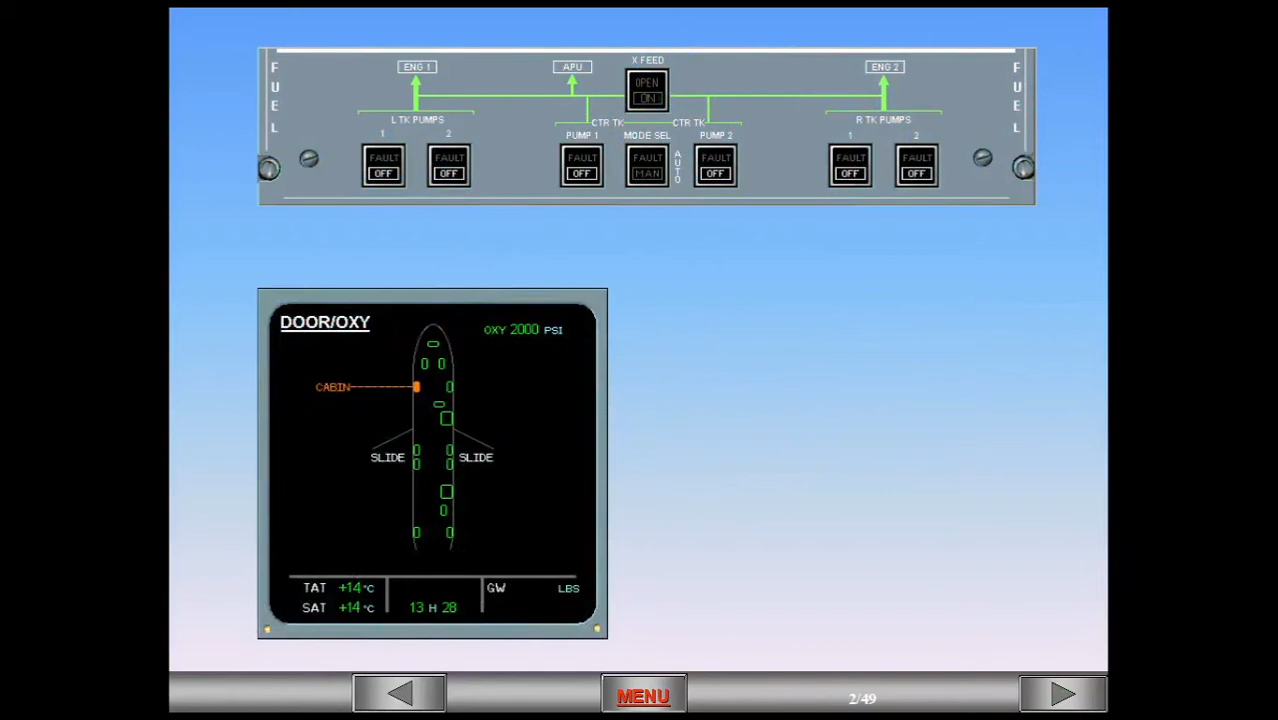 X FEED
F ENG 1 APU OPEN ENG 2 F
U ON U
E E
L L TK PUMPS CTR TK CTR TK R TK PUMPS L
1 2 PUMP 1 MODE SEL PUMP 2 1 2
FAULT FAULT FAULT FAULT AUTO FAULT FAULT FAULT
OFF OFF OFF MAN OFF OFF OFF
DOOR/OXY OXY 2000 PSI
CABIN
SLIDE SLIDE
TAT +14 °C GW LBS
SAT +14 °C 13 H 28
MENU 2/49